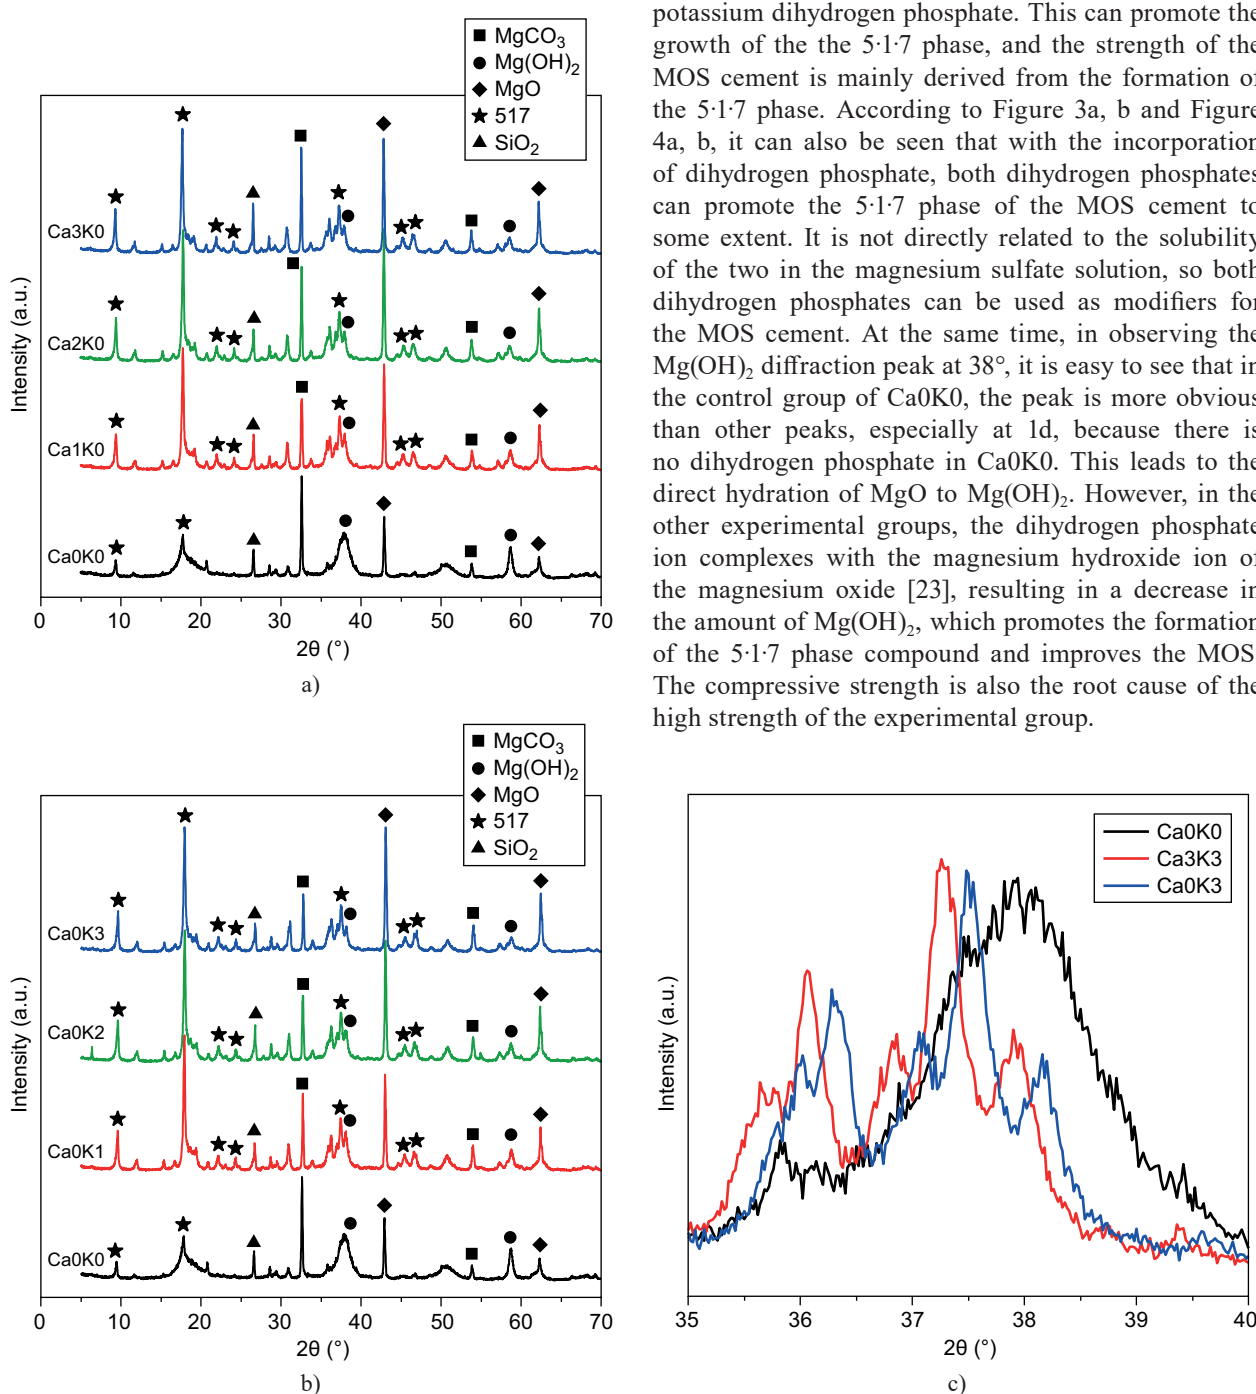 MgCO3
Mg(OH)2
MgO
517
SiO2
Ca3K0
Ca2K0
Ca1K0
Ca0K0
Intensity (a.u.)
0 10 20 30 40 50 60 70
2θ (°)
a)
MgCO3
Mg(OH)2
MgO
517
SiO2
Ca0K3
Ca0K2
Ca0K1
Ca0K0
Intensity (a.u.)
0 10 20 30 40 50 60 70
2θ (°)
b)
potassium dihydrogen phosphate. This can promote the
growth of the the 5·1·7 phase, and the strength of the
MOS cement is mainly derived from the formation of
the 5·1·7 phase. According to Figure 3a, b and Figure
4a, b, it can also be seen that with the incorporation
of dihydrogen phosphate, both dihydrogen phosphates
can promote the 5·1·7 phase of the MOS cement to
some extent. It is not directly related to the solubility
of the two in the magnesium sulfate solution, so both
dihydrogen phosphates can be used as modifiers for
the MOS cement. At the same time, in observing the
Mg(OH)2 diffraction peak at 38°, it is easy to see that in
the control group of Ca0K0, the peak is more obvious
than other peaks, especially at 1d, because there is
no dihydrogen phosphate in Ca0K0. This leads to the
direct hydration of MgO to Mg(OH)2. However, in the
other experimental groups, the dihydrogen phosphate
ion complexes with the magnesium hydroxide ion of
the magnesium oxide [23], resulting in a decrease in
the amount of Mg(OH)2, which promotes the formation
of the 5·1·7 phase compound and improves the MOS.
The compressive strength is also the root cause of the
high strength of the experimental group.
Ca0K0
Ca3K3
Ca0K3
Intensity (a.u.)
35 36 37 38 39 40
2θ (°)
c)